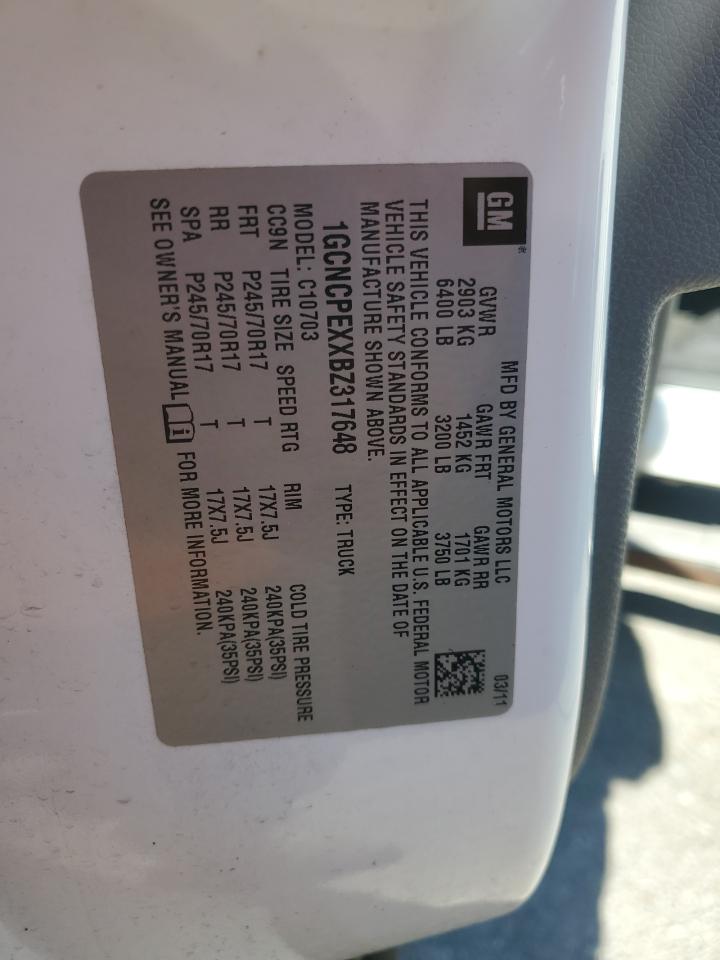 GM
MFD BY GENERAL MOTORS LLC 03/11
GVWR GAWR FRT GAWR RR
2903 KG 1452 KG 1701 KG
6400 LB 3200 LB 3750 LB
THIS VEHICLE CONFORMS TO ALL APPLICABLE U.S. FEDERAL MOTOR
VEHICLE SAFETY STANDARDS IN EFFECT ON THE DATE OF
MANUFACTURE SHOWN ABOVE.
1GCNCPEXXBZ317648 TYPE: TRUCK
MODEL: C10703
CC9N TIRE SIZE SPEED RTG RIM COLD TIRE PRESSURE
FRT P245/70R17 T 17X7.5J 240KPA(35PSI)
RR P245/70R17 T 17X7.5J 240KPA(35PSI)
SPA P245/70R17 T 17X7.5J 240KPA(35PSI)
SEE OWNER'S MANUAL i FOR MORE INFORMATION.